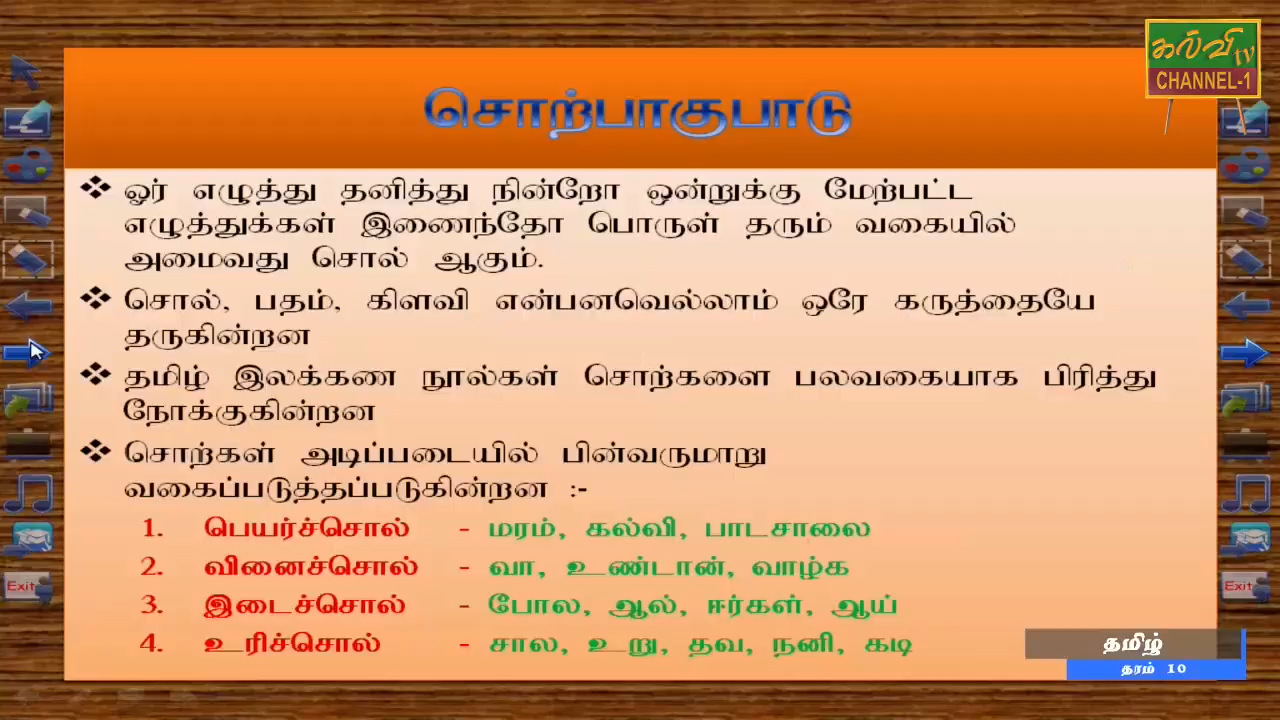 கல்வி tv
CHANNEL-1
சொற்பாகுபாடு
❖ ஓர் எழுத்து தனித்து நின்றோ ஒன்றுக்கு மேற்பட்ட
எழுத்துக்கள் இணைந்தோ பொருள் தரும் வகையில்
அமைவது சொல் ஆகும்.
❖ சொல், பதம், கிளவி என்பனவெல்லாம் ஒரே கருத்தையே
தருகின்றன
❖ தமிழ் இலக்கண நூல்கள் சொற்களை பலவகையாக பிரித்து
நோக்குகின்றன
❖ சொற்கள் அடிப்படையில் பின்வருமாறு
வகைப்படுத்தப்படுகின்றன :-
1. பெயர்ச்சொல் - மரம், கல்வி, பாடசாலை
2. வினைச்சொல் - வா, உண்டான், வாழ்க
3. இடைச்சொல் - போல, ஆல், ஈர்கள், ஆய்
4. உரிச்சொல் - சால, உறு, தவ, நனி, கடி
Exit
Exit
தமிழ்
தரம் 10